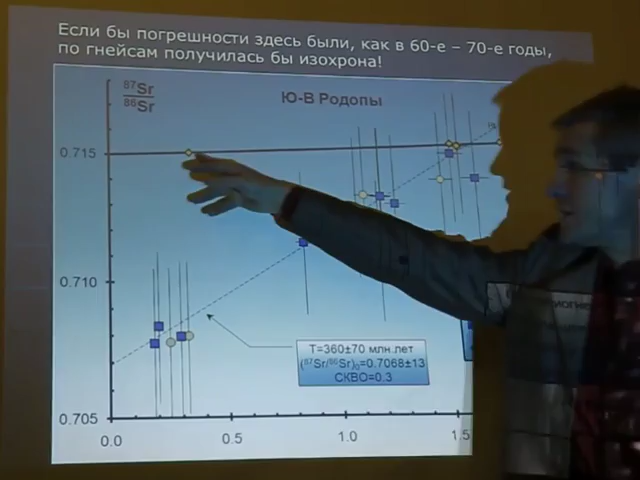 Если бы погрешности здесь были, как в 60-е – 70-е годы,
по гнейсам получилась бы изохрона!
87Sr
86Sr
Ю-В Родопы
0.715
0.710
T=360±70 млн.лет
(87Sr/86Sr)0=0.7068±13
СКВО=0.3
0.705
0.0
0.5
1.0
1.5